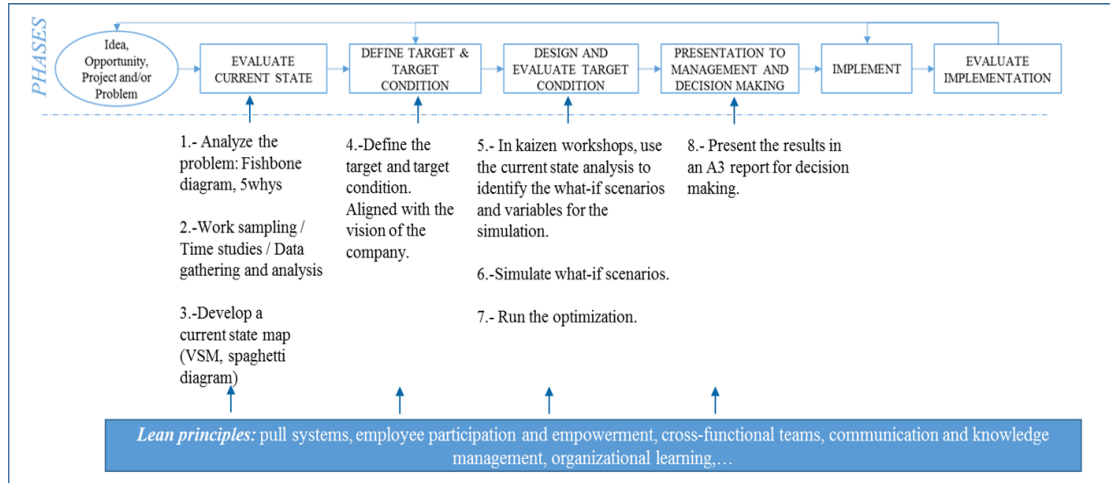 PHASES
Idea,
Opportunity,
Project and/or
Problem
EVALUATE
CURRENT STATE
DEFINE TARGET &
TARGET
CONDITION
DESIGN AND
EVALUATE TARGET
CONDITION
PRESENTATION TO
MANAGEMENT AND
DECISION MAKING
IMPLEMENT
EVALUATE
IMPLEMENTATION
1.- Analyze the
problem: Fishbone
diagram, 5whys
2.-Work sampling /
Time studies / Data
gathering and analysis
3.-Develop a
current state map
(VSM, spaghetti
diagram)
4.-Define the
target and target
condition.
Aligned with the
vision of the
company.
5.- In kaizen workshops, use
the current state analysis to
identify the what-if scenarios
and variables for the
simulation.
6.-Simulate what-if scenarios.
7.- Run the optimization.
8.- Present the results in
an A3 report for decision
making.
Lean principles: pull systems, employee participation and empowerment, cross-functional teams, communication and knowledge
management, organizational learning,…